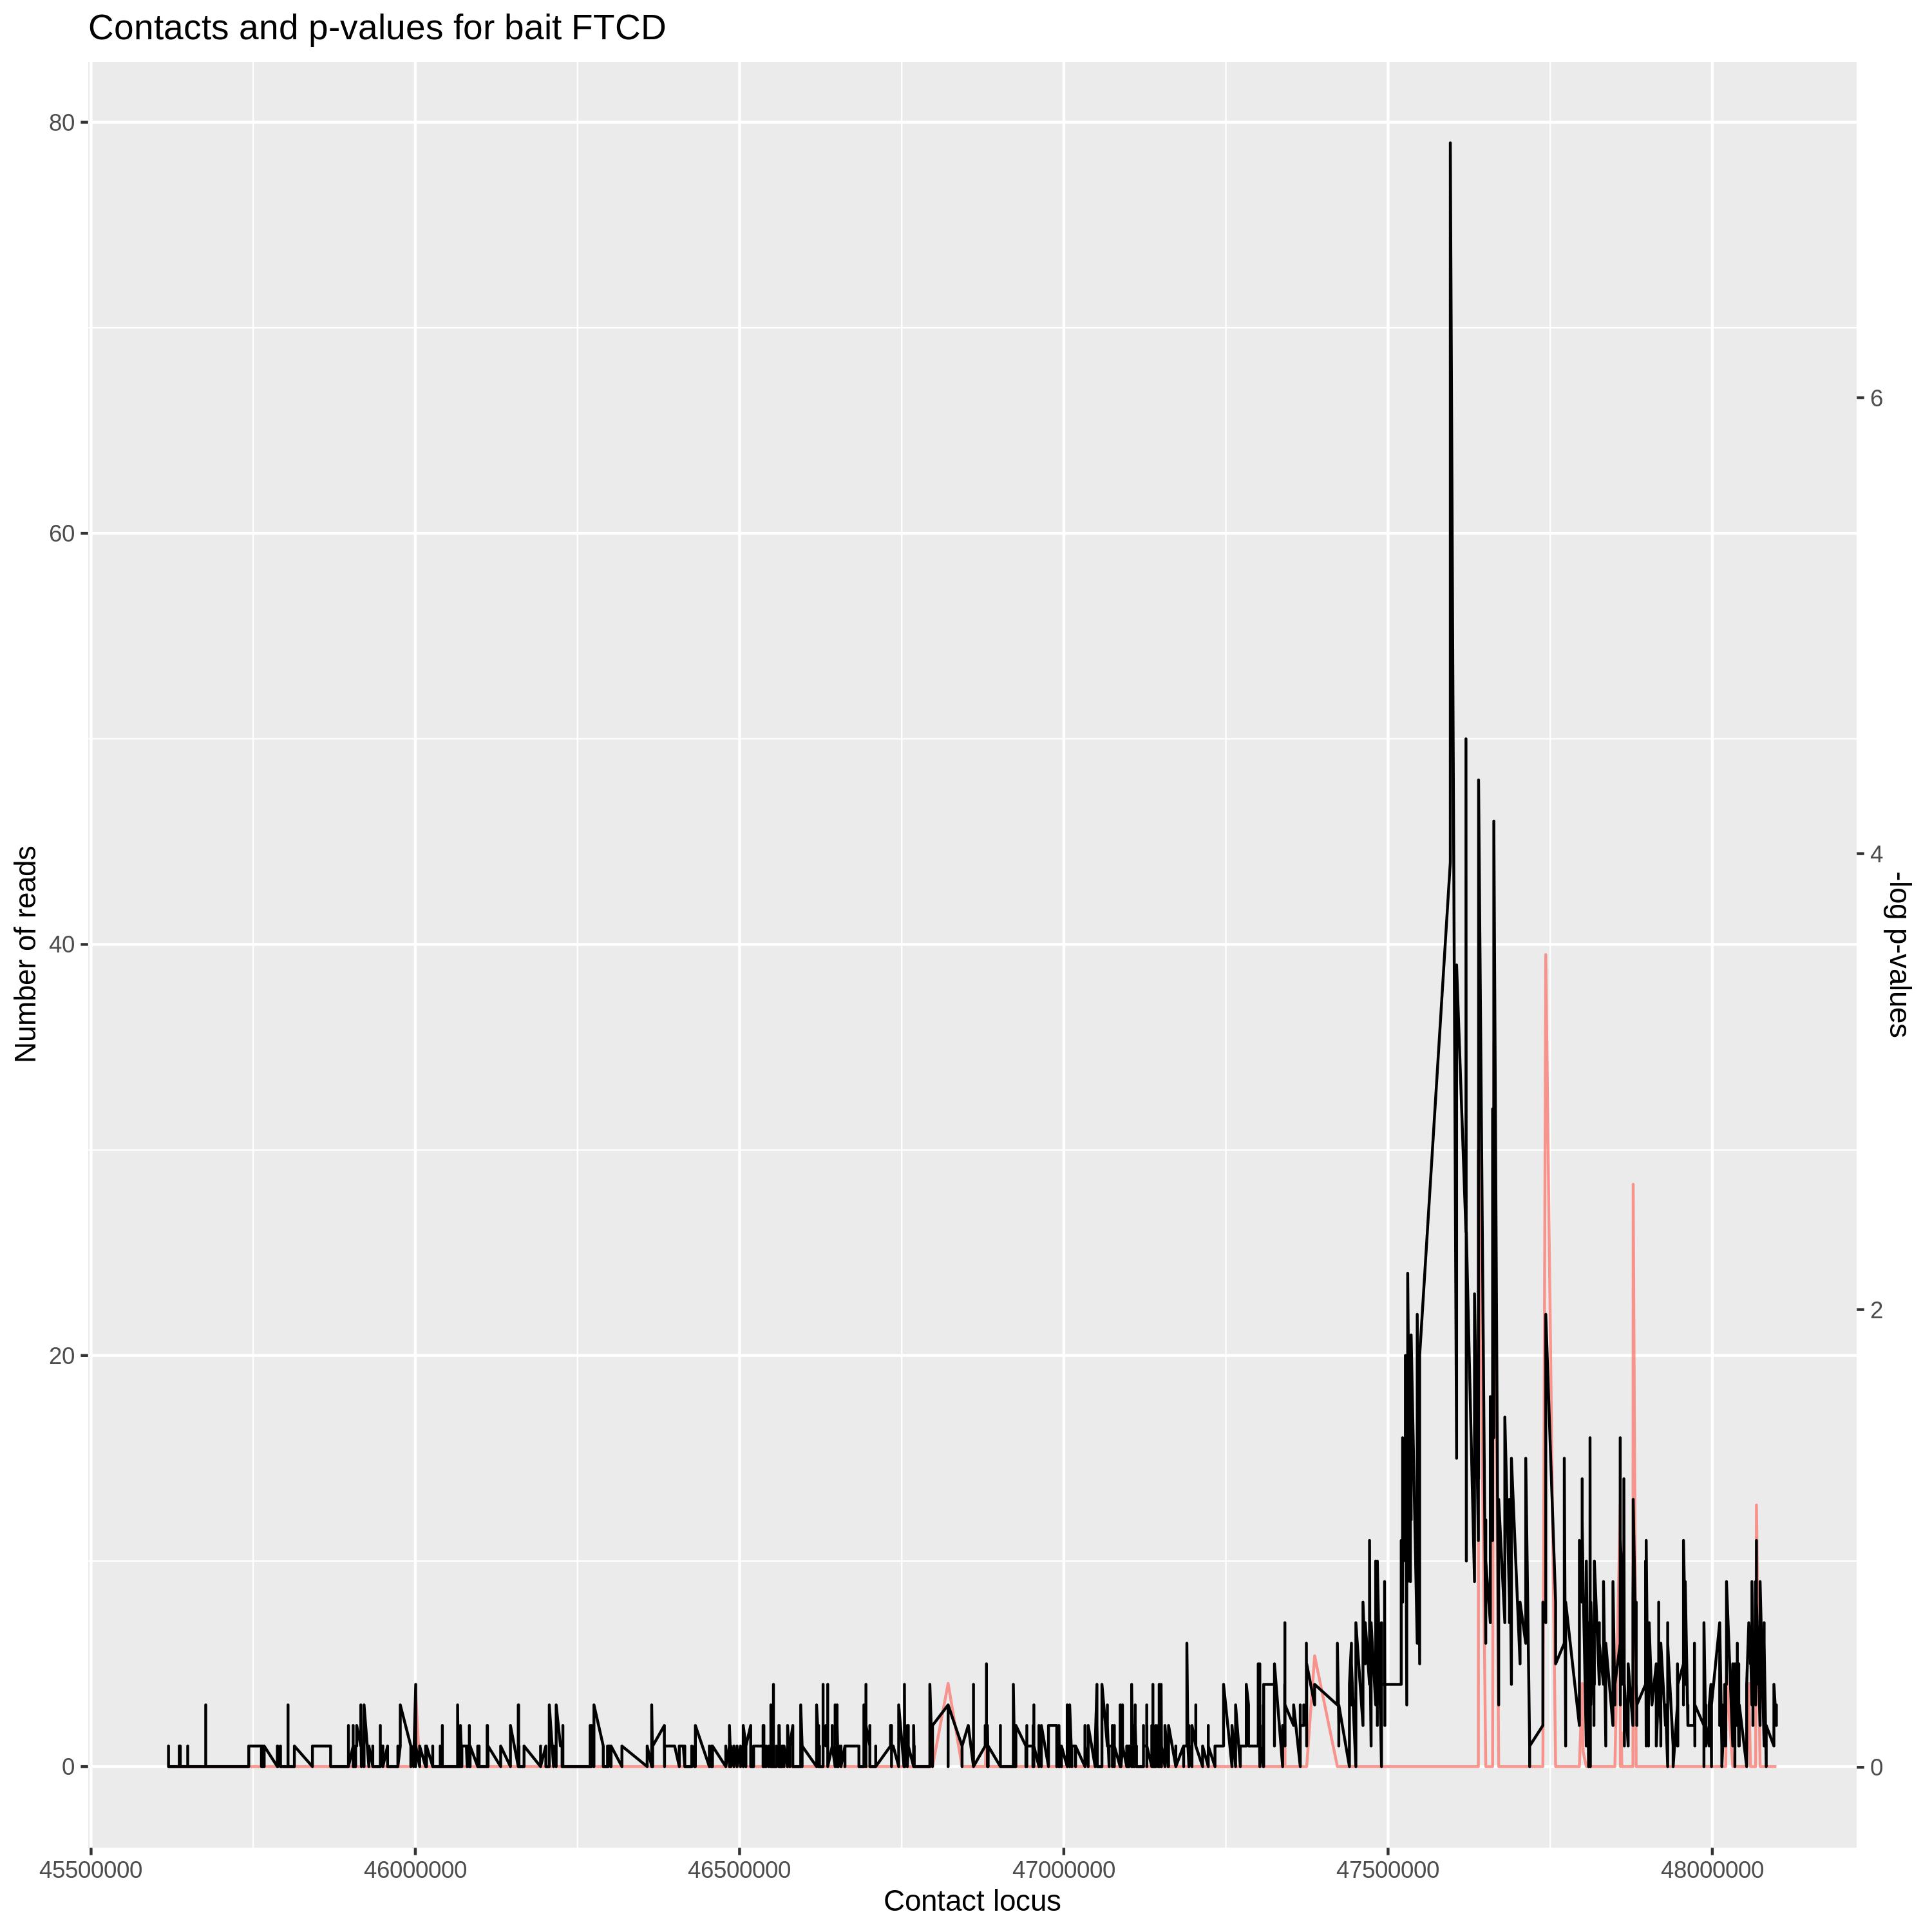 Contacts and p-values for bait FTCD
80
60
40
20
0
6
4
2
0
Number of reads
-log p-values
45500000 46000000 46500000 47000000 47500000 48000000
Contact locus